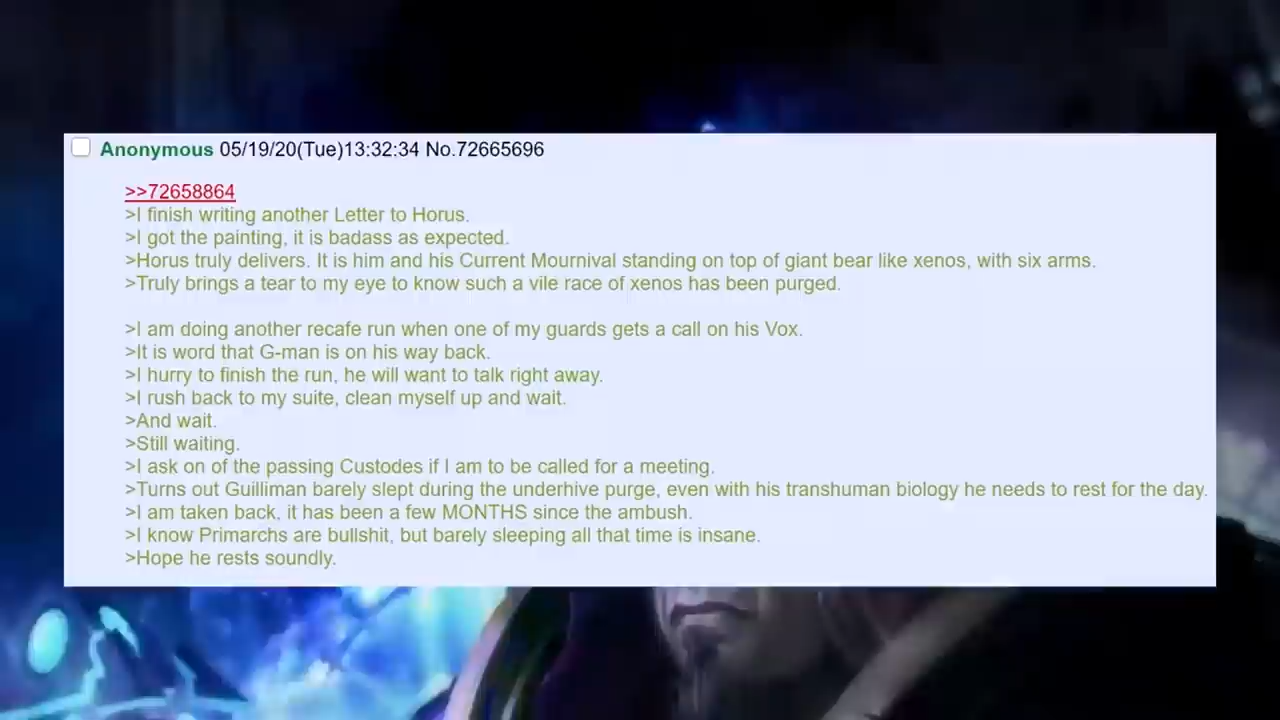 Anonymous 05/19/20(Tue)13:32:34 No.72665696
>>72658864
>I finish writing another Letter to Horus.
>I got the painting, it is badass as expected.
>Horus truly delivers. It is him and his Current Mournival standing on top of giant bear like xenos, with six arms.
>Truly brings a tear to my eye to know such a vile race of xenos has been purged.
>I am doing another recafe run when one of my guards gets a call on his Vox.
>It is word that G-man is on his way back.
>I hurry to finish the run, he will want to talk right away.
>I rush back to my suite, clean myself up and wait.
>And wait.
>Still waiting.
>I ask on of the passing Custodes if I am to be called for a meeting.
>Turns out Guilliman barely slept during the underhive purge, even with his transhuman biology he needs to rest for the day.
>I am taken back, it has been a few MONTHS since the ambush.
>I know Primarchs are bullshit, but barely sleeping all that time is insane.
>Hope he rests soundly.